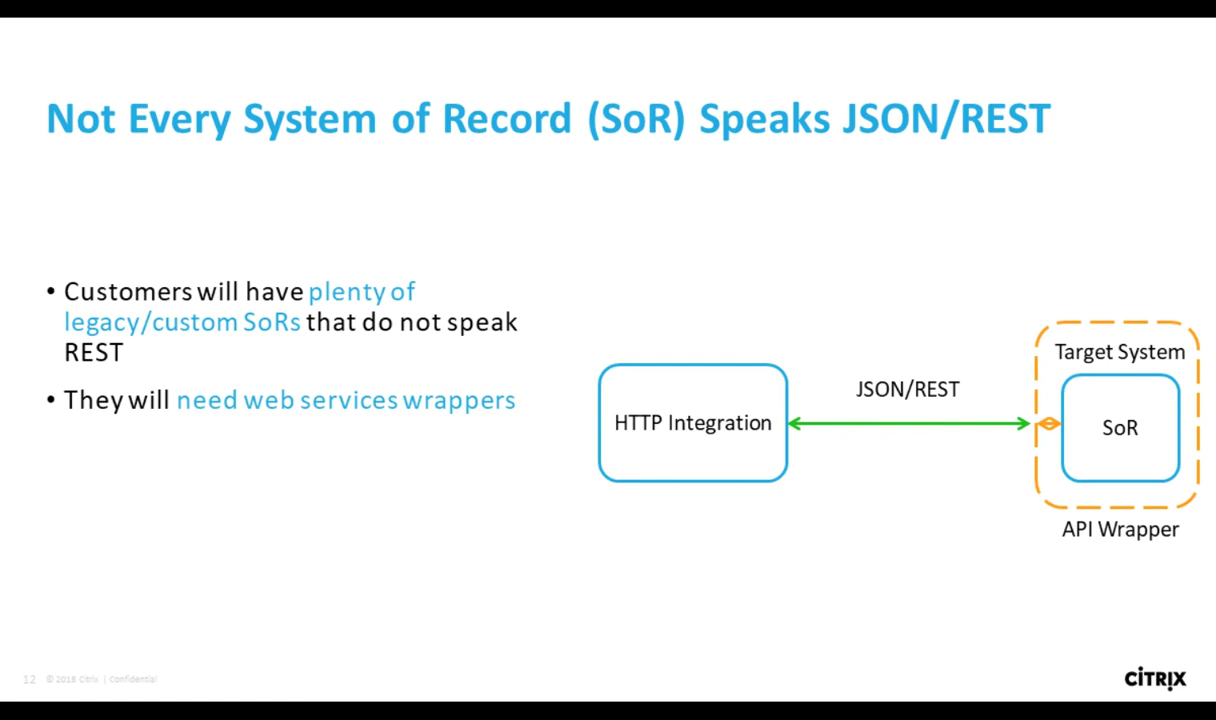 Not Every System of Record (SoR) Speaks JSON/REST
• Customers will have plenty of
legacy/custom SoRs that do not speak
REST
• They will need web services wrappers
HTTP Integration
JSON/REST
Target System
SoR
API Wrapper
12 © 2018 Citrix | Confidential
CITRIX